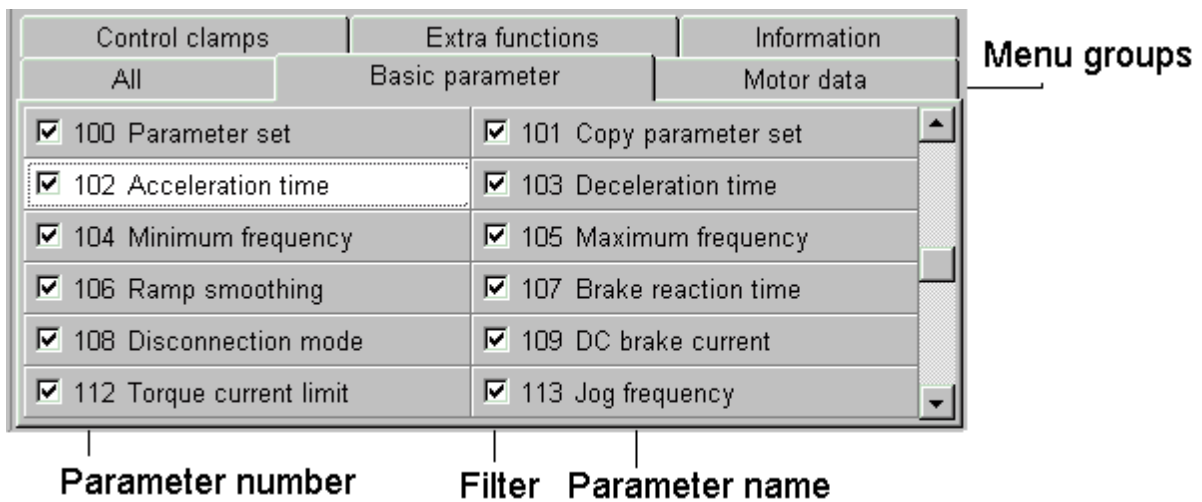 Control clamps Extra functions Information
Menu groups
All Basic parameter Motor data
100 Parameter set 101 Copy parameter set
102 Acceleration time 103 Deceleration time
104 Minimum frequency 105 Maximum frequency
106 Ramp smoothing 107 Brake reaction time
108 Disconnection mode 109 DC brake current
112 Torque current limit 113 Jog frequency
Parameter number Filter Parameter name